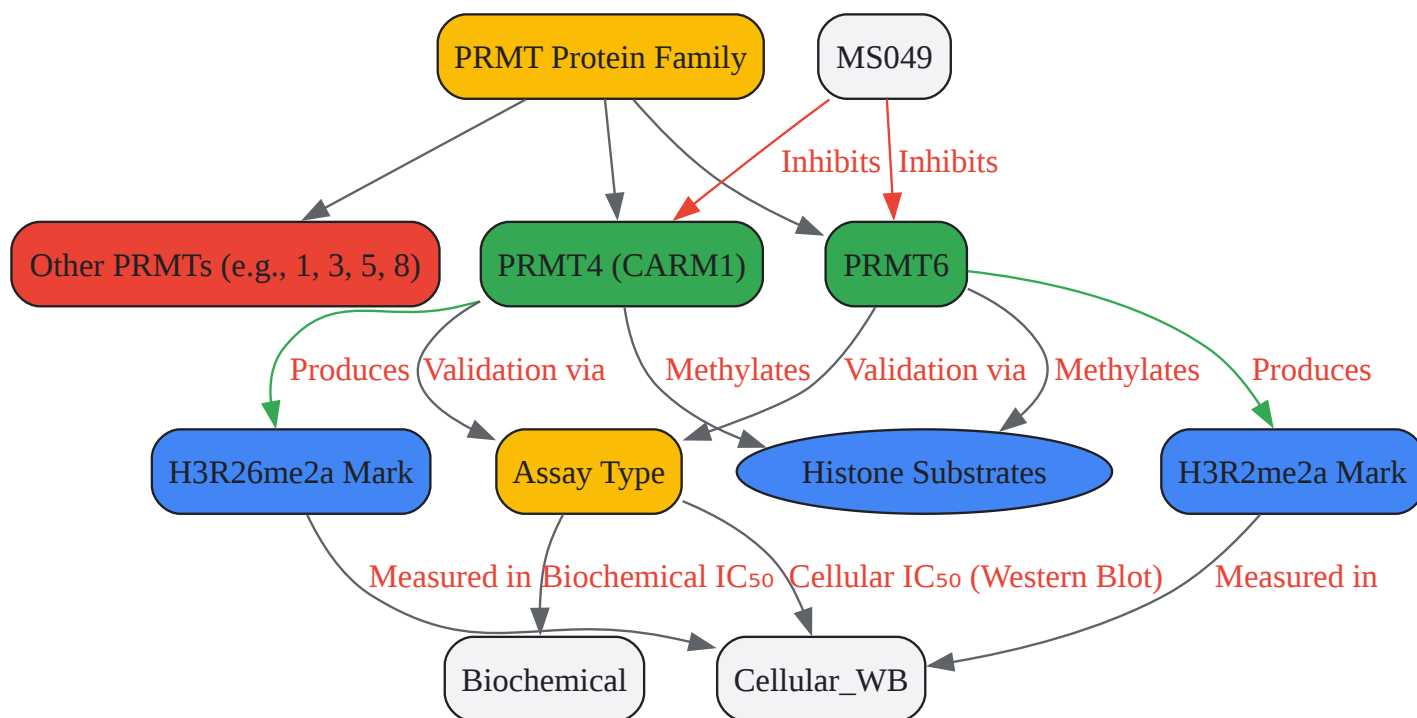 PRMT Protein Family
MS049
Inhibits
Inhibits
Other PRMTs (e.g., 1, 3, 5, 8)
PRMT4 (CARM1)
PRMT6
Produces
Validation via
Methylates
Validation via
Methylates
Produces
H3R26me2a Mark
Assay Type
Histone Substrates
H3R2me2a Mark
Measured in
Biochemical IC₅₀
Cellular IC₅₀ (Western Blot)
Measured in
Biochemical
Cellular_WB